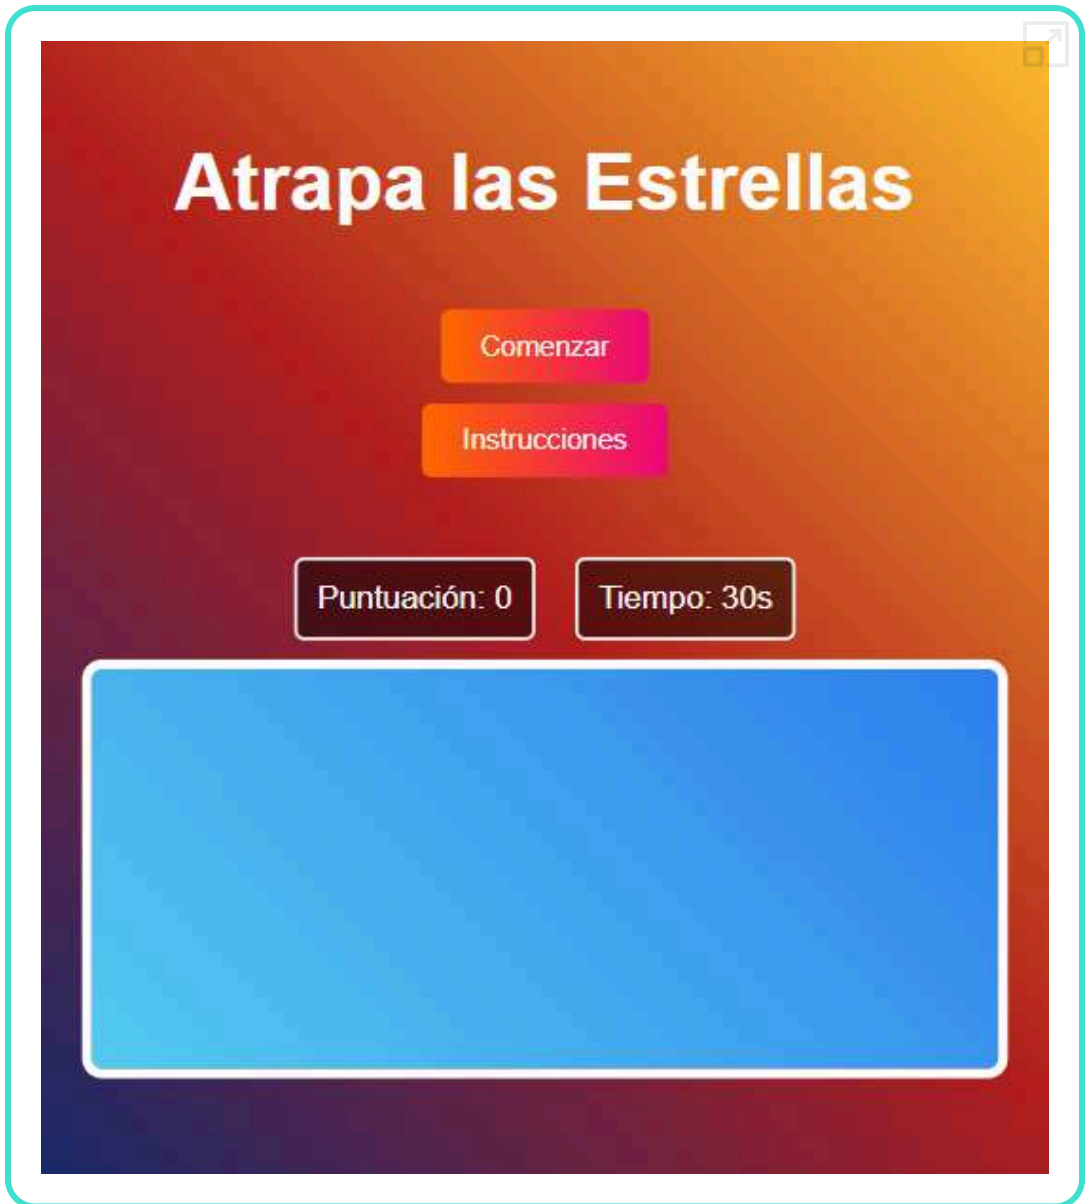 Atrapa las Estrellas
Comenzar
Instrucciones
Puntuación: 0 Tiempo: 30s